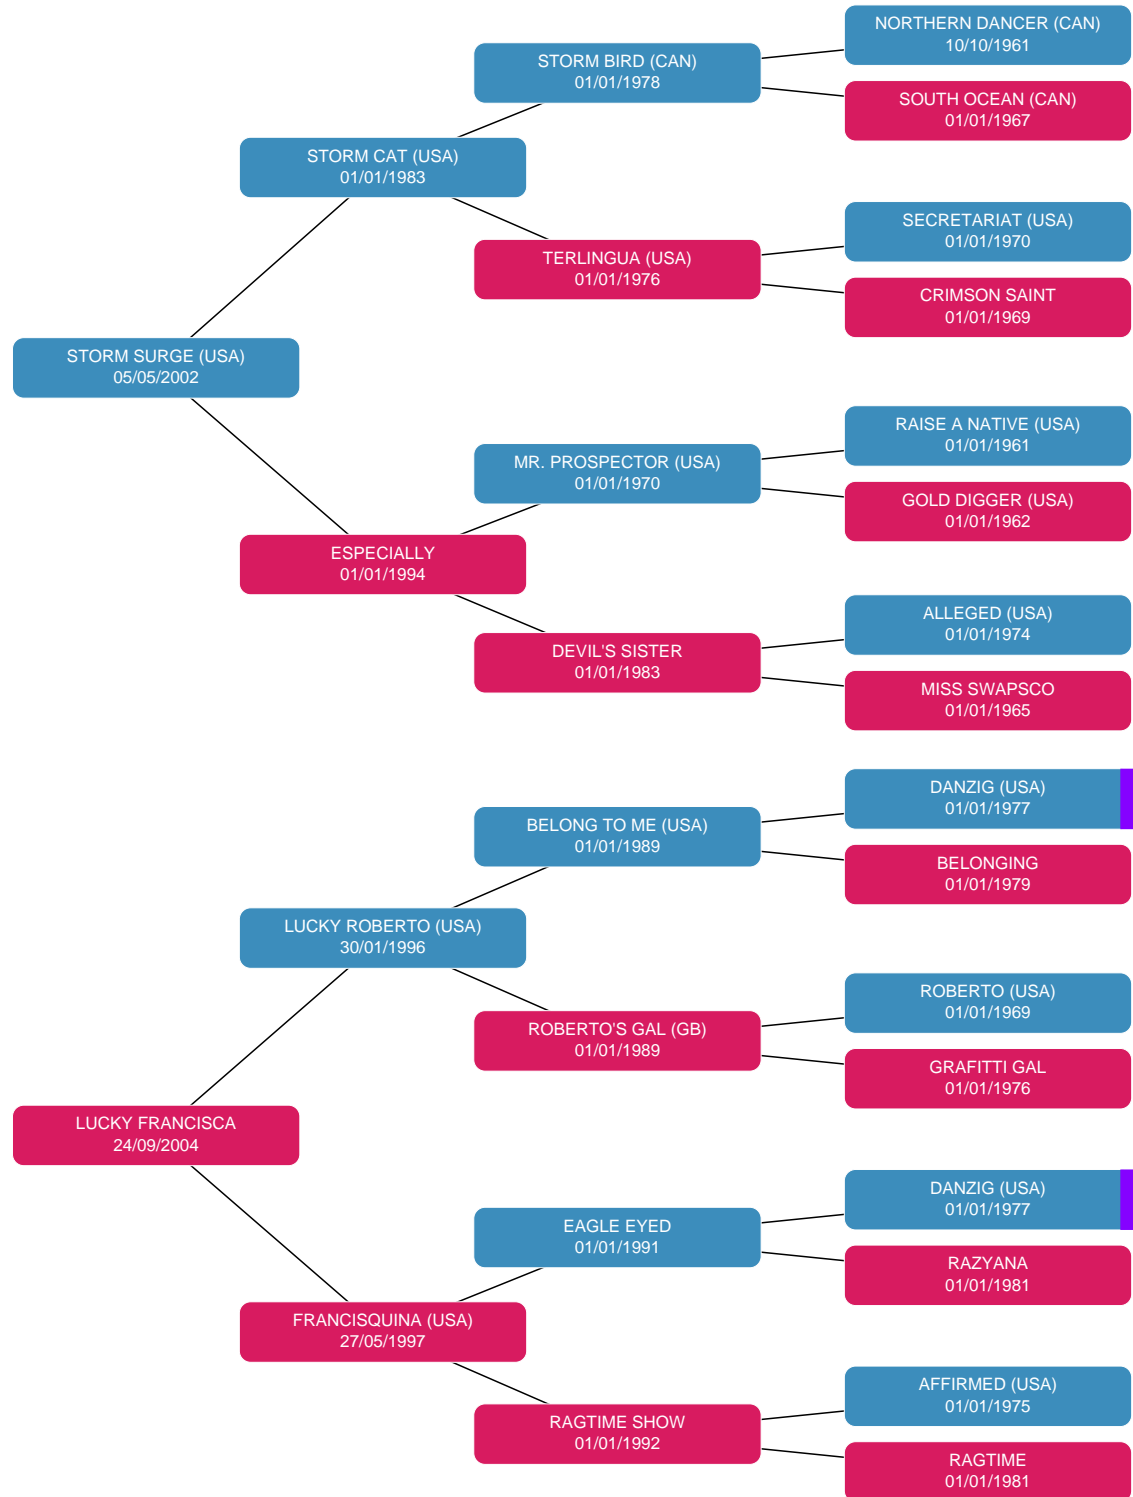 NORTHERN DANCER (CAN)
10/10/1961
STORM BIRD (CAN)
01/01/1978
SOUTH OCEAN (CAN)
01/01/1967
STORM CAT (USA)
01/01/1983
SECRETARIAT (USA)
01/01/1970
TERLINGUA (USA)
01/01/1976
CRIMSON SAINT
01/01/1969
STORM SURGE (USA)
05/05/2002
RAISE A NATIVE (USA)
01/01/1961
MR. PROSPECTOR (USA)
01/01/1970
GOLD DIGGER (USA)
01/01/1962
ESPECIALLY
01/01/1994
ALLEGED (USA)
01/01/1974
DEVIL'S SISTER
01/01/1983
MISS SWAPSCO
01/01/1965
DANZIG (USA)
01/01/1977
BELONG TO ME (USA)
01/01/1989
BELONGING
01/01/1979
LUCKY ROBERTO (USA)
30/01/1996
ROBERTO (USA)
01/01/1969
ROBERTO'S GAL (GB)
01/01/1989
GRAFITTI GAL
01/01/1976
LUCKY FRANCISCA
24/09/2004
DANZIG (USA)
01/01/1977
EAGLE EYED
01/01/1991
RAZYANA
01/01/1981
FRANCISQUINA (USA)
27/05/1997
AFFIRMED (USA)
01/01/1975
RAGTIME SHOW
01/01/1992
RAGTIME
01/01/1981